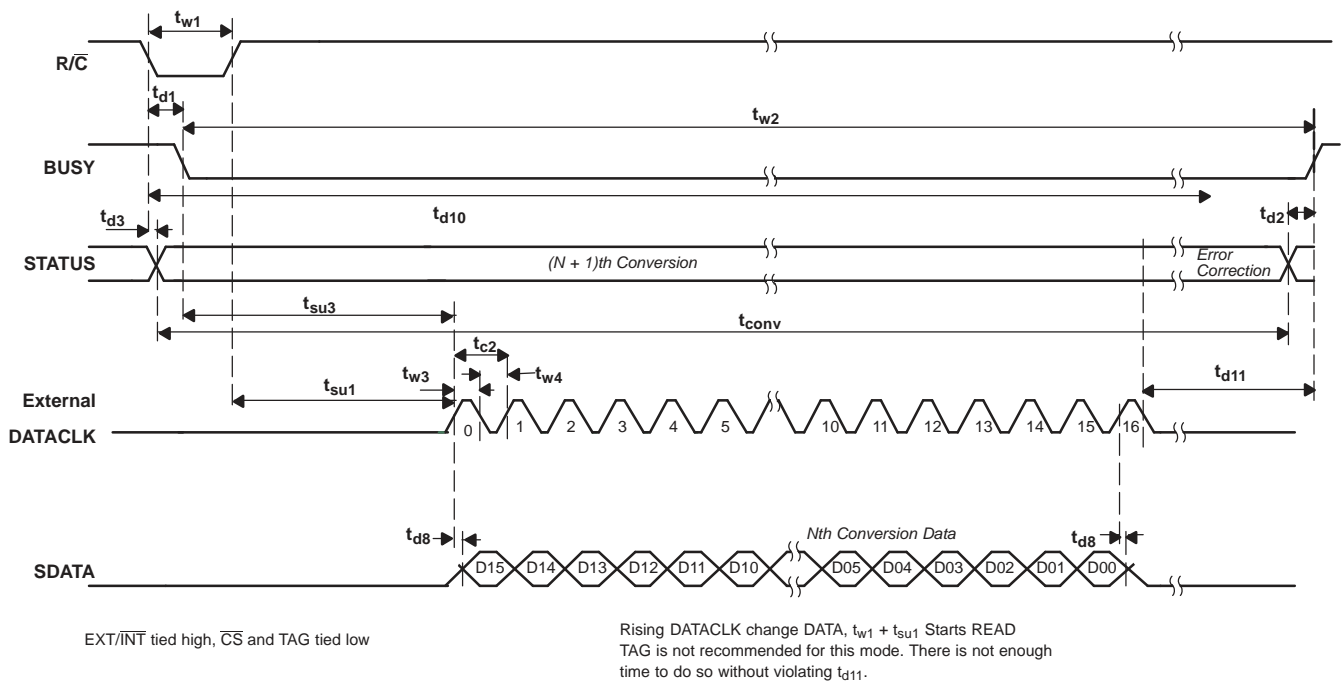 tw1
R/C
td1
tw2
BUSY
td3
td10
td2
STATUS
(N + 1)th Conversion
Error
Correction
tsu3
tconv
tc2
tw3
tw4
td11
tsu1
External
DATACLK
0 1 2 3 4 5 10 11 12 13 14 15 16
Nth Conversion Data
td8
td8
SDATA
D15 D14 D13 D12 D11 D10 D05 D04 D03 D02 D01 D00
EXT/INT tied high, CS and TAG tied low
Rising DATACLK change DATA, tw1 + tsu1 Starts READ
TAG is not recommended for this mode. There is not enough
time to do so without violating td11.